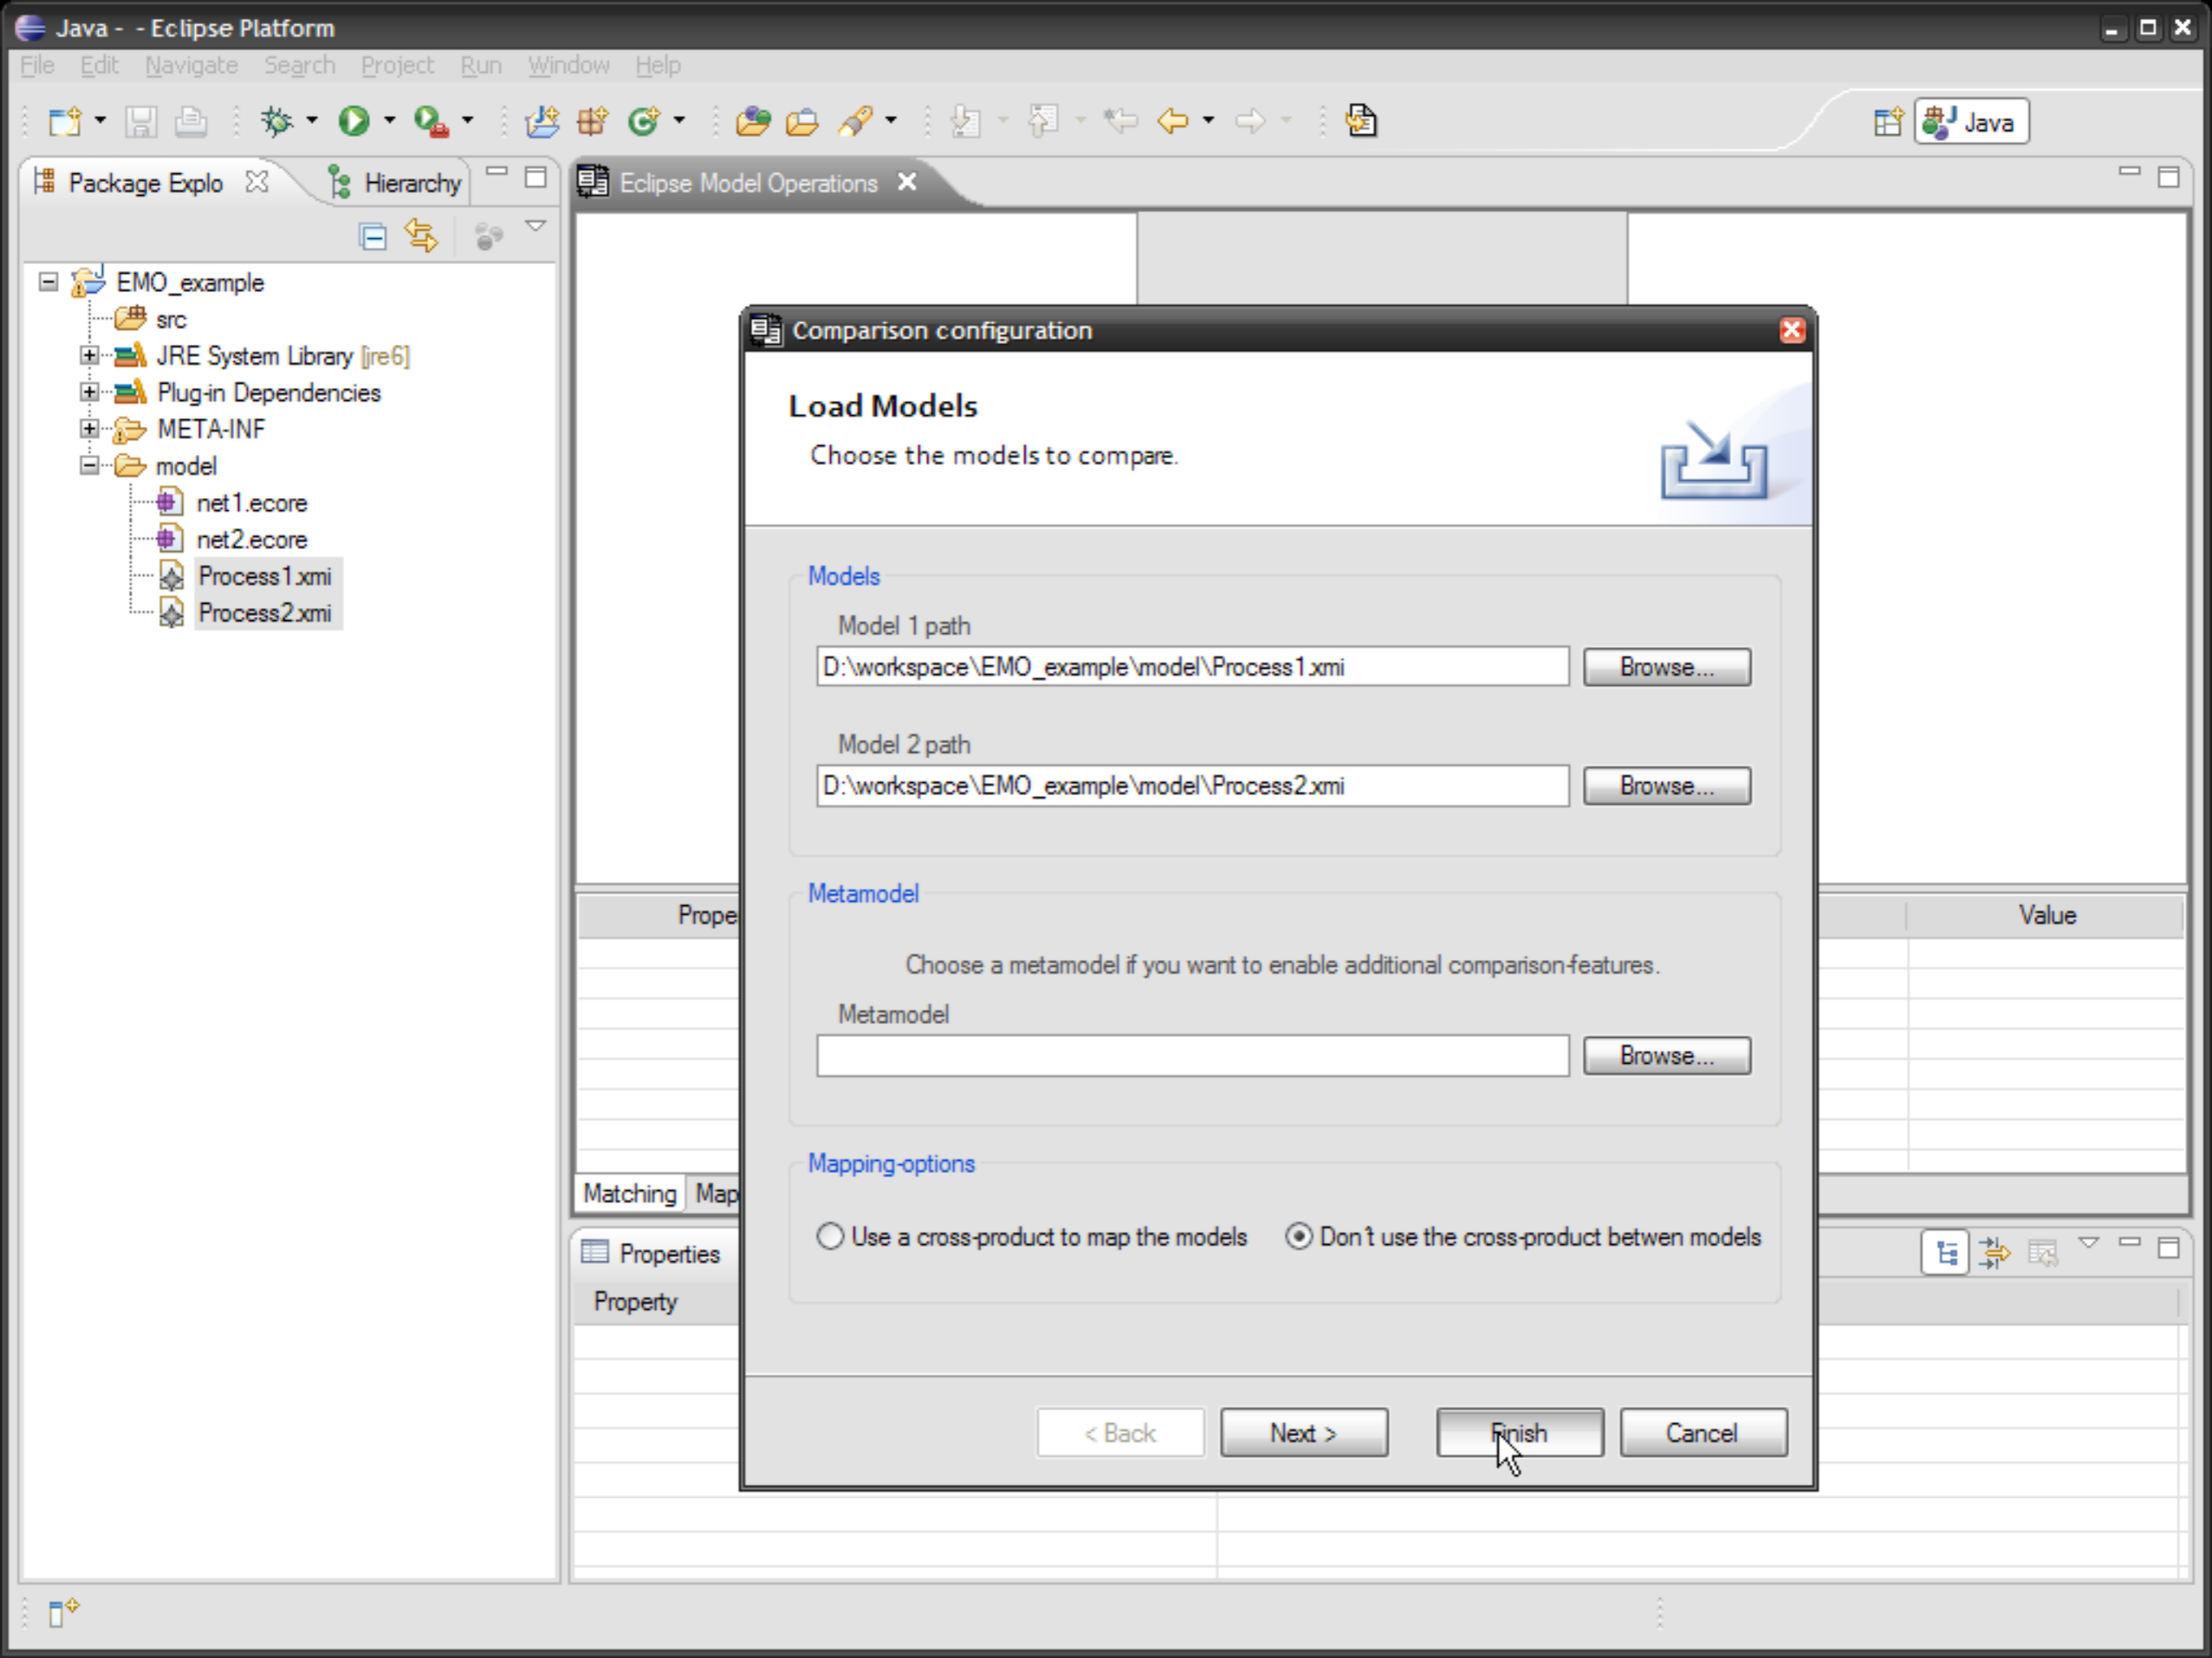 Java -  - Eclipse Platform
File Edit Navigate Search Project Run Window Help
Java
Package Explo
Hierarchy
Eclipse Model Operations
EMO_example
src
JRE System Library [jre6]
Plug-in Dependencies
META-INF
model
net1.ecore
net2.ecore
Process1.xmi
Process2.xmi
Comparison configuration
Load Models
Choose the models to compare.
Models
Model 1 path
D:\workspace\EMO_example\model\Process1.xmi Browse...
Model 2 path
D:\workspace\EMO_example\model\Process2.xmi Browse...
Metamodel
Choose a metamodel if you want to enable additional comparison-features.
Metamodel
Browse...
Mapping-options
Use a cross-product to map the models Don't use the cross-product betwen models
< Back Next > Finish Cancel
Prope Value
Matching Map
Properties
Property